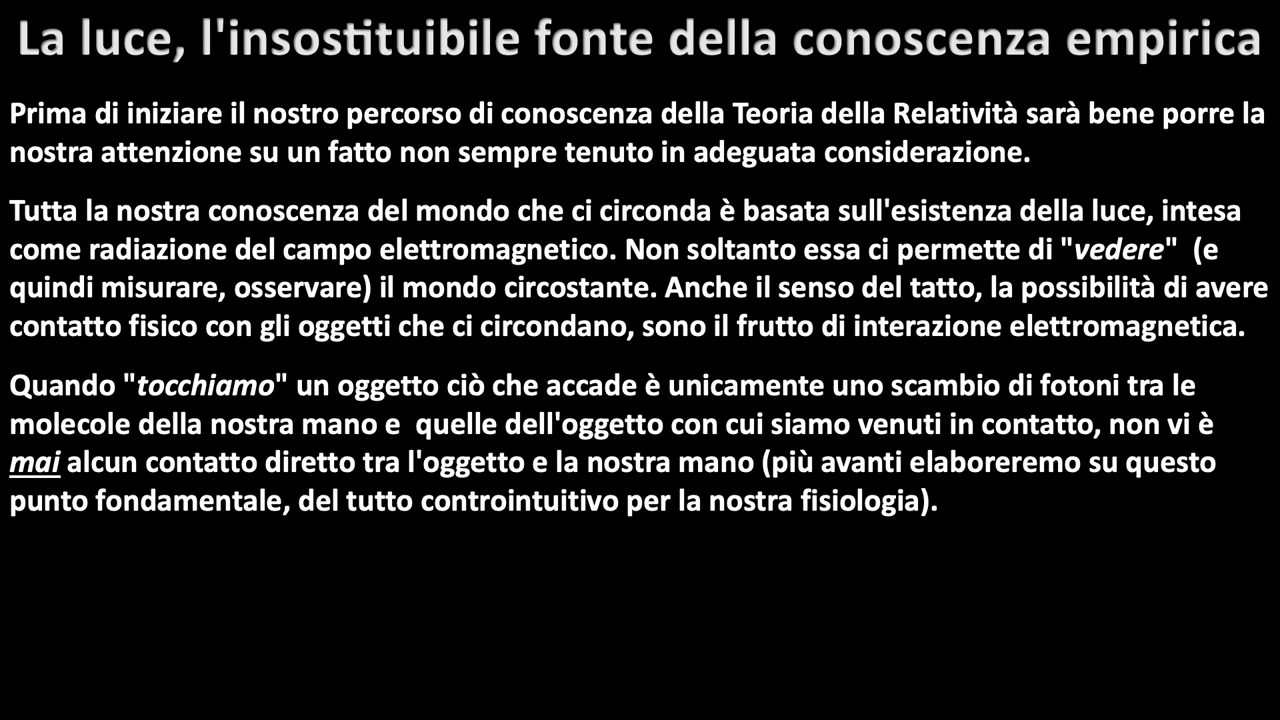 La luce, l'insostituibile fonte della conoscenza empirica
Prima di iniziare il nostro percorso di conoscenza della Teoria della Relatività sarà bene porre la
nostra attenzione su un fatto non sempre tenuto in adeguata considerazione.
Tutta la nostra conoscenza del mondo che ci circonda è basata sull'esistenza della luce, intesa
come radiazione del campo elettromagnetico. Non soltanto essa ci permette di "vedere"  (e
quindi misurare, osservare) il mondo circostante. Anche il senso del tatto, la possibilità di avere
contatto fisico con gli oggetti che ci circondano, sono il frutto di interazione elettromagnetica.
Quando "tocchiamo" un oggetto ciò che accade è unicamente uno scambio di fotoni tra le
molecole della nostra mano e  quelle dell'oggetto con cui siamo venuti in contatto, non vi è
mai alcun contatto diretto tra l'oggetto e la nostra mano (più avanti elaboreremo su questo
punto fondamentale, del tutto controintuitivo per la nostra fisiologia).